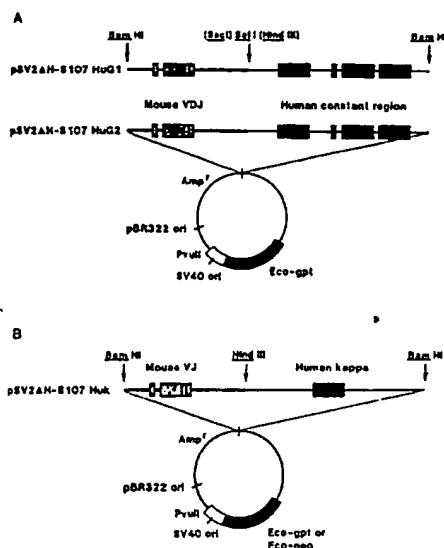 A
Bam HI (SacI) Sal I (Hind III) Bam HI
pSV2ΔH-S107 HuG1
Mouse VDJ Human constant region
pSV2ΔH-S107 HuG2
Amp r
pBR322 ori
PvuII
SV40 ori
Eco-gpt
B
Bam HI Hind III Bam HI
Mouse VJ Human kappa
pSV2ΔH-S107 Huk
Amp r
pBR322 ori
PvuII
SV40 ori
Eco-gpt or
Eco-neo